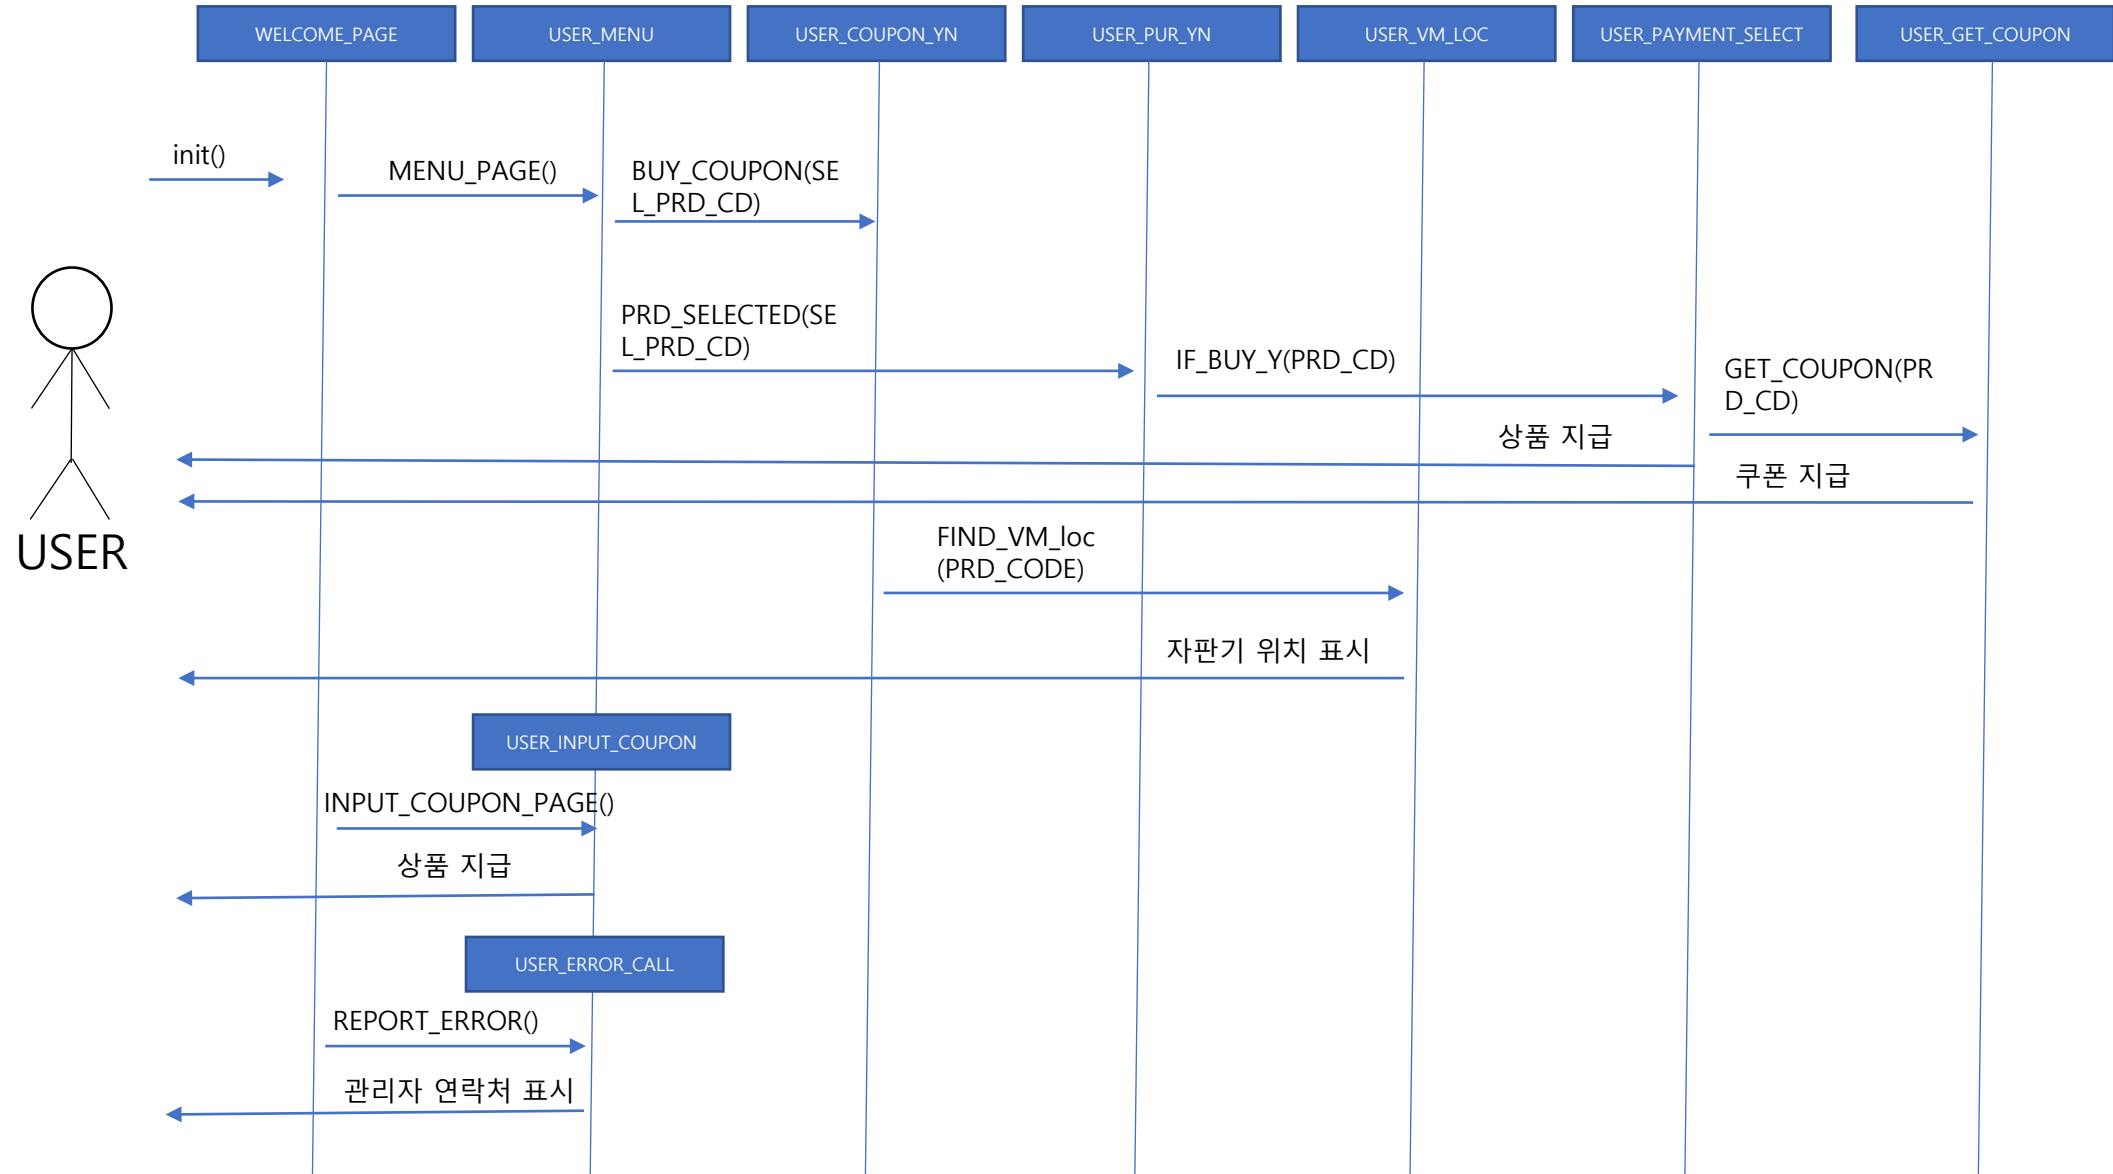 WELCOME_PAGE
USER_MENU
USER_COUPON_YN
USER_PUR_YN
USER_VM_LOC
USER_PAYMENT_SELECT
USER_GET_COUPON
init()
MENU_PAGE()
BUY_COUPON(SE
L_PRD_CD)
PRD_SELECTED(SE
L_PRD_CD)
IF_BUY_Y(PRD_CD)
GET_COUPON(PR
D_CD)
상품 지급
쿠폰 지급
USER
FIND_VM_loc
(PRD_CODE)
자판기 위치 표시
USER_INPUT_COUPON
INPUT_COUPON_PAGE()
상품 지급
USER_ERROR_CALL
REPORT_ERROR()
관리자 연락처 표시